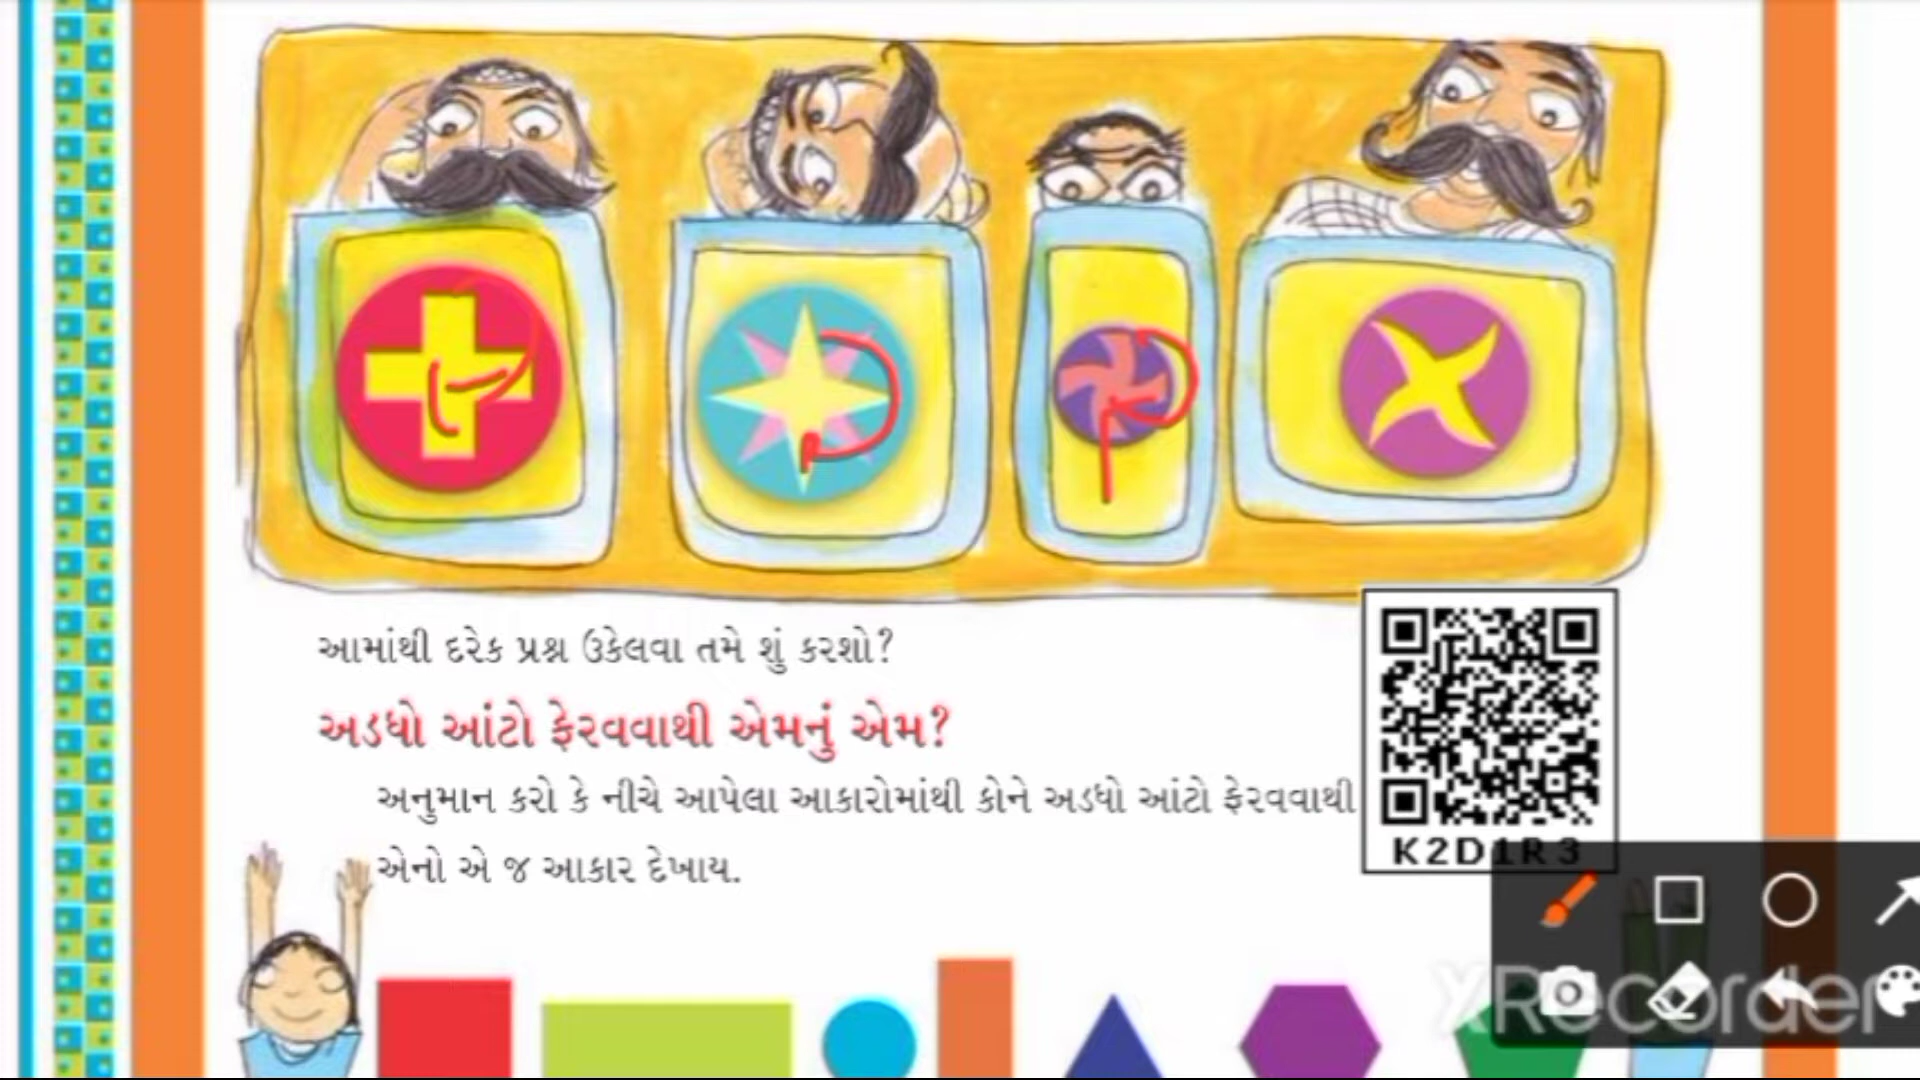 આમાંથી દરેક પ્રશ્ન ઉકેલવા તમે શું કરશો?
અડધો આંટો ફેરવવાથી એમનું એમ?
અનુમાન કરો કે નીચે આપેલા આકારોમાંથી કોને અડધો આંટો ફેરવવાથી
એનો એ જ આકાર દેખાય.
K2D1R3
XRecorder